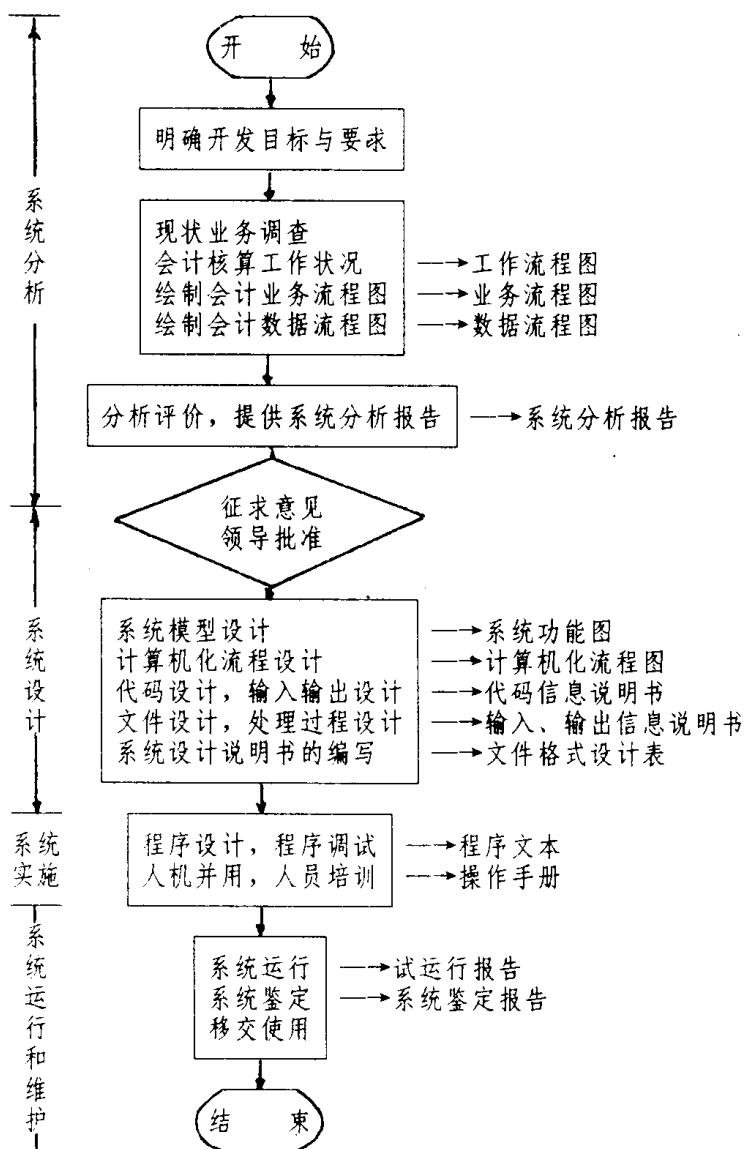 开 始
明确开发目标与要求
系统分析
现状业务调查
会计核算工作状况 → 工作流程图
绘制会计业务流程图 → 业务流程图
绘制会计数据流程图 → 数据流程图
分析评价，提供系统分析报告 → 系统分析报告
征求意见
领导批准
系统设计
系统模型设计 → 系统功能图
计算机化流程设计 → 计算机化流程图
代码设计，输入输出设计 → 代码信息说明书
文件设计，处理过程设计 → 输入、输出信息说明书
系统设计说明书的编写 → 文件格式设计表
系统
实施
程序设计，程序调试 → 程序文本
人机并用，人员培训 → 操作手册
系统运行和维护
系统运行 → 试运行报告
系统鉴定 → 系统鉴定报告
移交使用
结 束